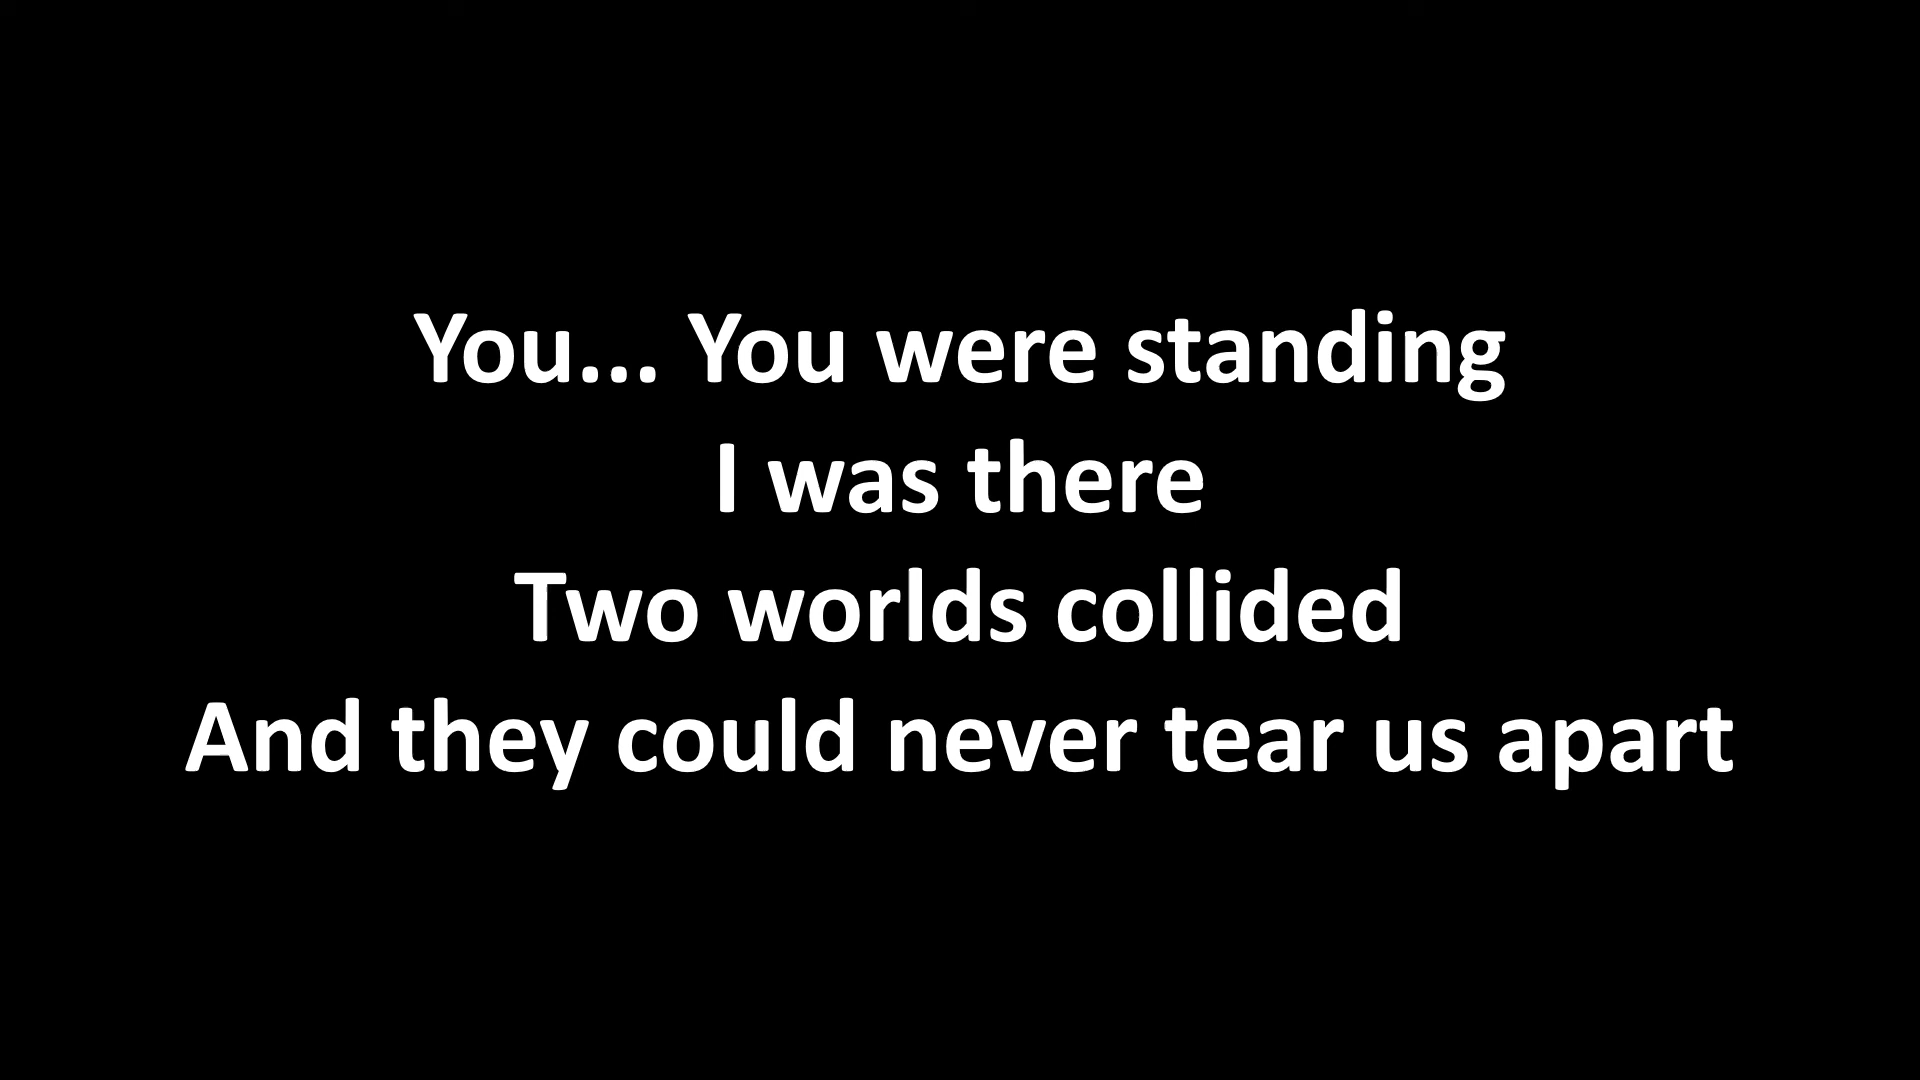 You... You were standing
I was there
Two worlds collided
And they could never tear us apart